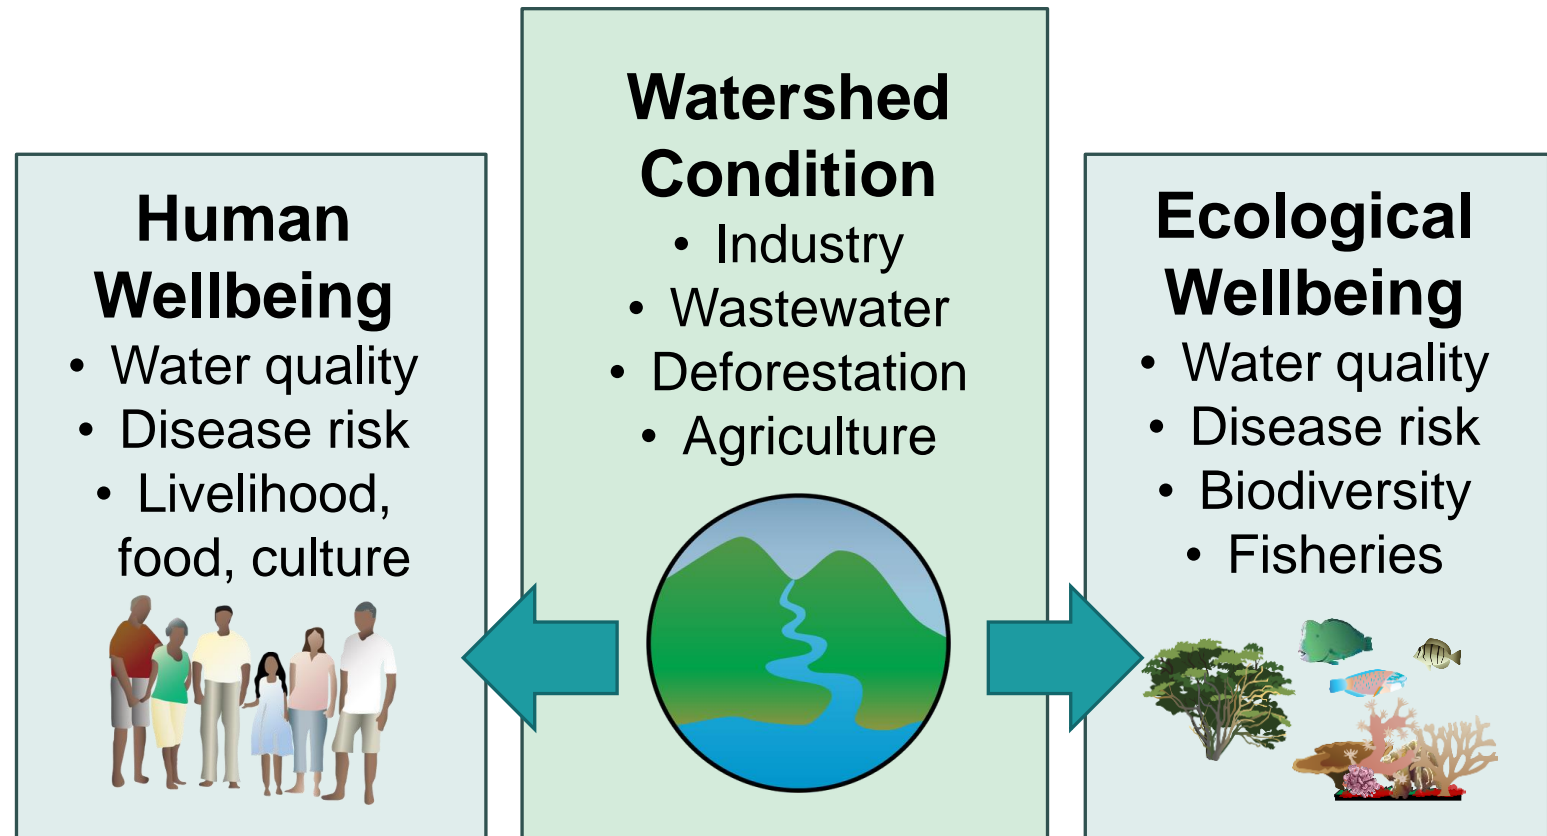 Human
Wellbeing
• Water quality
• Disease risk
• Livelihood,
food, culture
Watershed
Condition
• Industry
• Wastewater
• Deforestation
• Agriculture
Ecological
Wellbeing
• Water quality
• Disease risk
• Biodiversity
• Fisheries